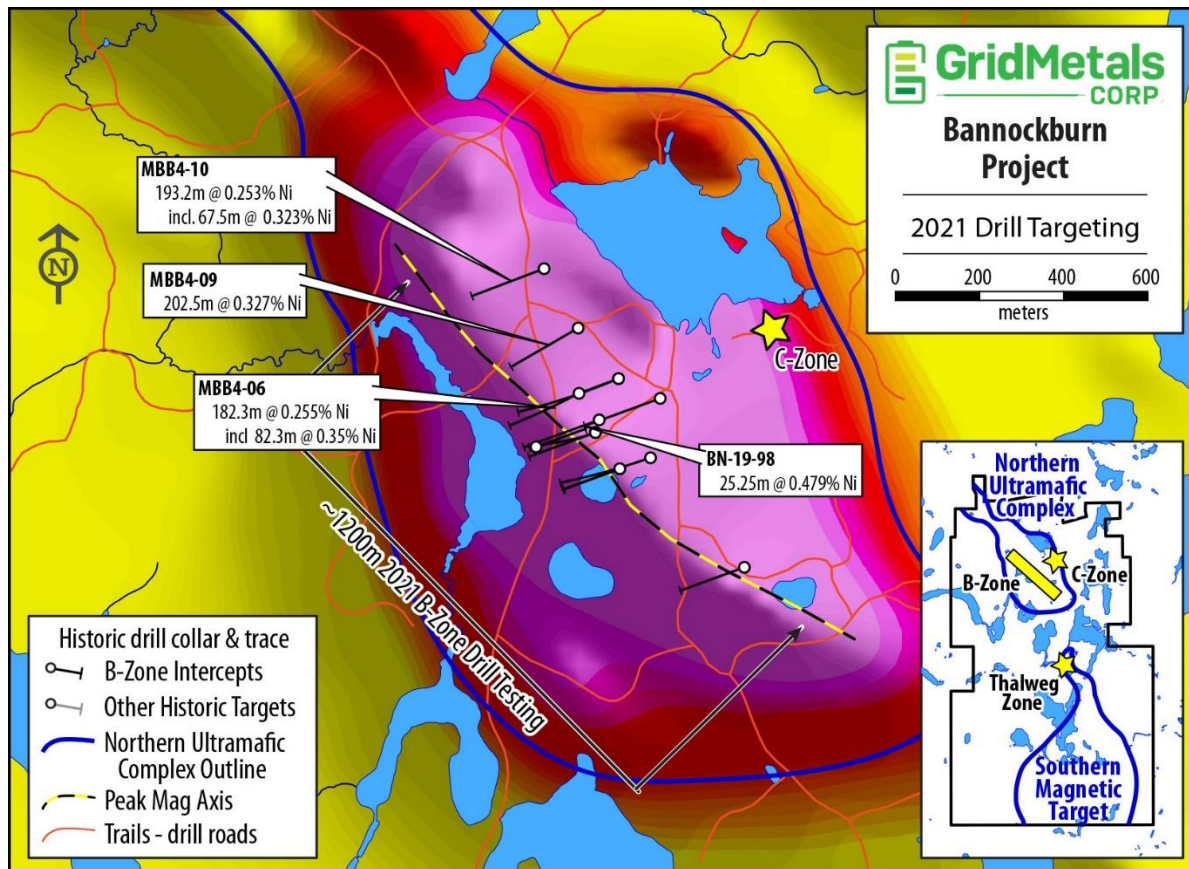 GridMetals
CORP.
Bannockburn
Project
2021 Drill Targeting
0 200 400 600
meters
MBB4-10
193.2m @ 0.253% Ni
incl. 67.5m @ 0.323% Ni
N
MBB4-09
202.5m @ 0.327% Ni
MBB4-06
182.3m @ 0.255% Ni
incl 82.3m @ 0.35% Ni
C-Zone
BN-19-98
25.25m @ 0.479% Ni
~1200m 2021 B-Zone Drill Testing
Historic drill collar & trace
B-Zone Intercepts
Other Historic Targets
Northern Ultramafic
Complex Outline
Peak Mag Axis
Trails - drill roads
Northern
Ultramafic
Complex
B-Zone
C-Zone
Thalweg
Zone
Southern
Magnetic
Target